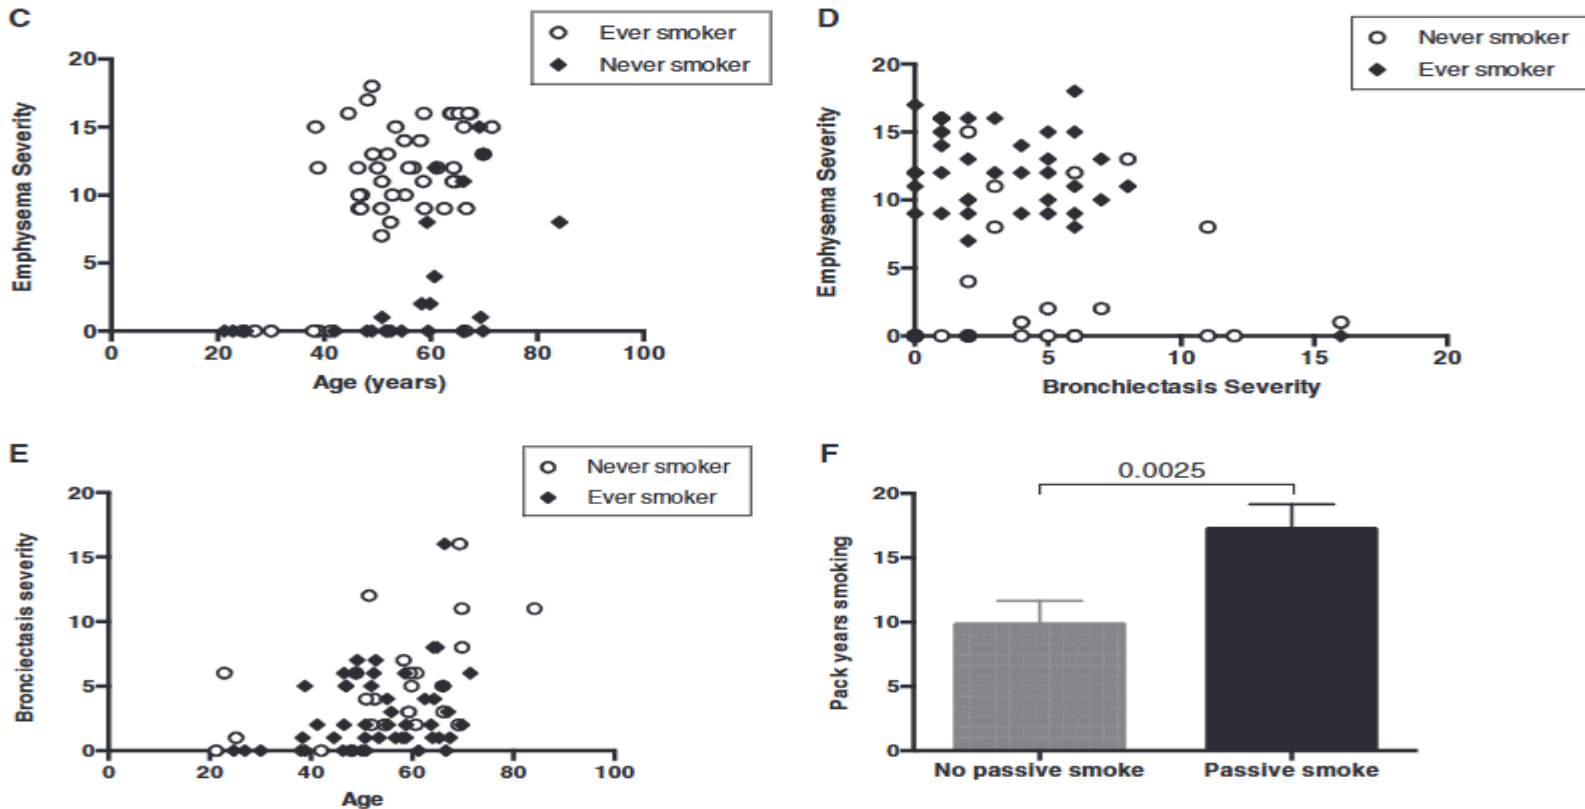 C
Ever smoker
Never smoker
20
15
10
5
0
Emphysema Severity
0 20 40 60 80 100
Age (years)
D
Never smoker
Ever smoker
20
15
10
5
0
Emphysema Severity
0 5 10 15 20
Bronchiectasis Severity
E
Never smoker
Ever smoker
20
15
10
5
0
Bronciectasis severity
0 20 40 60 80 100
Age
F
0.0025
20
15
10
5
0
Pack years smoking
No passive smoke Passive smoke